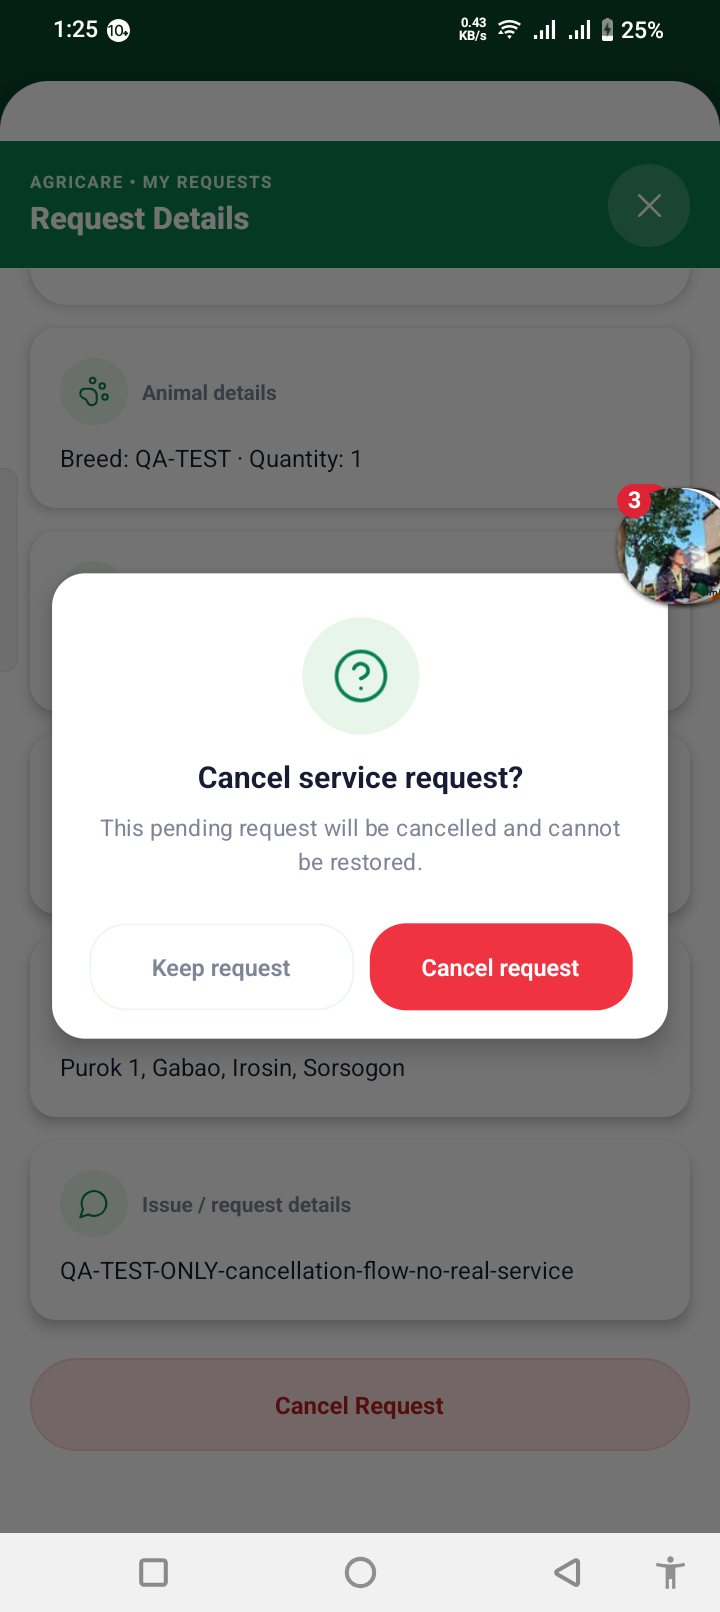 1:25
0.43
KB/s
25%
AGRICARE • MY REQUESTS
Request Details
Animal details
Breed: QA-TEST · Quantity: 1
3
Cancel service request?
This pending request will be cancelled and cannot
be restored.
Keep request
Cancel request
Purok 1, Gabao, Irosin, Sorsogon
Issue / request details
QA-TEST-ONLY-cancellation-flow-no-real-service
Cancel Request